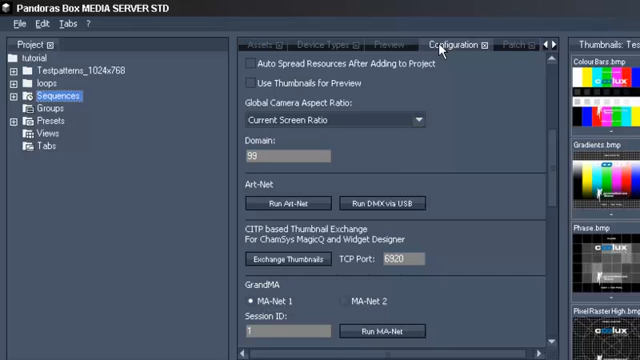 Pandoras Box MEDIA SERVER STD
File Edit Tabs ?
Project
tutorial
Testpatterns_1024x768
loops
Sequences
Groups
Presets
Views
Tabs
Assets Device Types Preview Configuration Patch
Auto Spread Resources After Adding to Project
Use Thumbnails for Preview
Global Camera Aspect Ratio:
Current Screen Ratio
Domain:
99
Art-Net
Run Art-Net Run DMX via USB
CITP based Thumbnail Exchange
For ChamSys MagicQ and Widget Designer
Exchange Thumbnails TCP Port: 6920
GrandMA
MA-Net 1 MA-Net 2
Session ID:
1 Run MA-Net
Thumbnails: Testp
ColourBars.bmp
Gradients.bmp
Phase.bmp
PixelRasterHigh.bmp